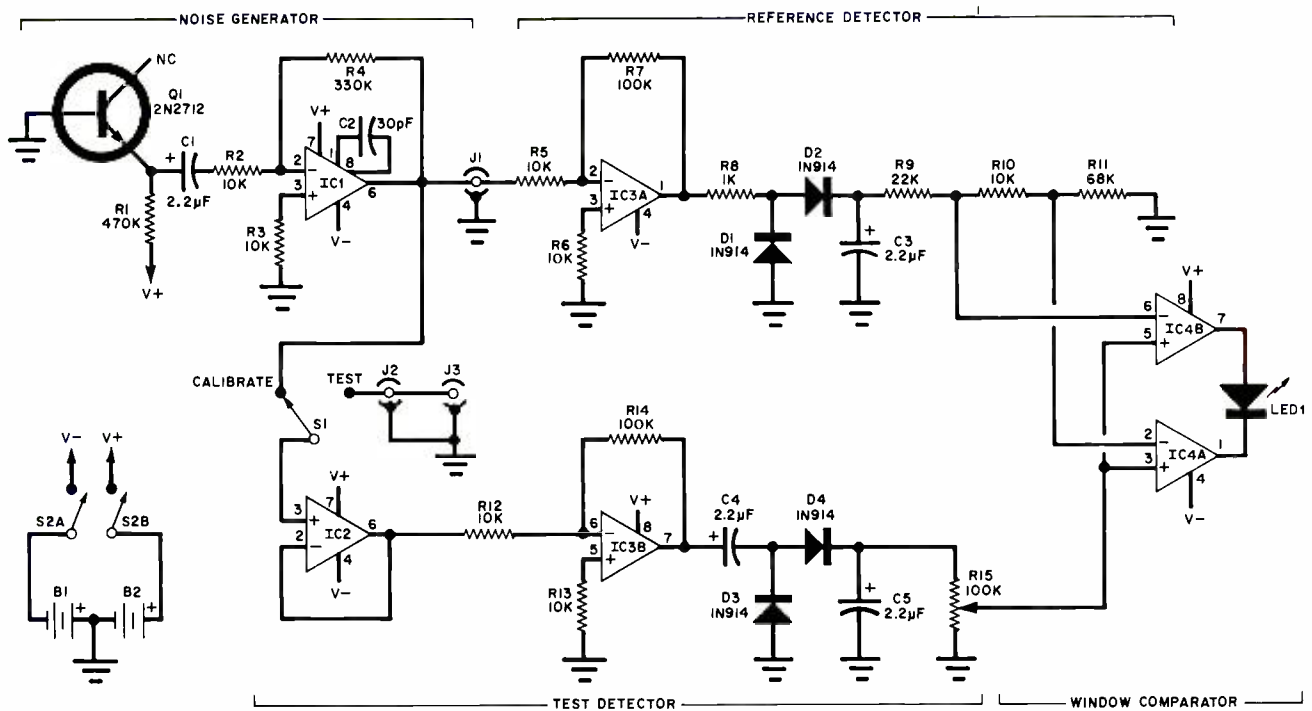 NOISE GENERATOR
REFERENCE DETECTOR
NC
Q1
2N2712
R4
330K
R7
100K
V+
C2
30pF
+
C1
2.2µF
R2
10K
2
-
7
1
8
IC1
6
3
+
4
V-
R1
470K
V+
R3
10K
J1
R5
10K
2
-
IC3A
1
3
+
4
V-
R6
10K
R8
1K
D2
1N914
D1
1N914
R9
22K
+
C3
2.2µF
R10
10K
R11
68K
V+
8
6
-
IC4B
7
5
+
LED1
2
-
IC4A
1
3
+
4
V-
CALIBRATE
TEST
J2
J3
S1
V-
V+
S2A
S2B
B1
+
B2
+
V+
7
3
+
IC2
6
2
-
4
V-
R12
10K
R14
100K
V+
8
6
-
IC3B
7
5
+
R13
10K
C4
2.2µF
+
D4
1N914
D3
1N914
+
C5
2.2µF
R15
100K
TEST DETECTOR
WINDOW COMPARATOR